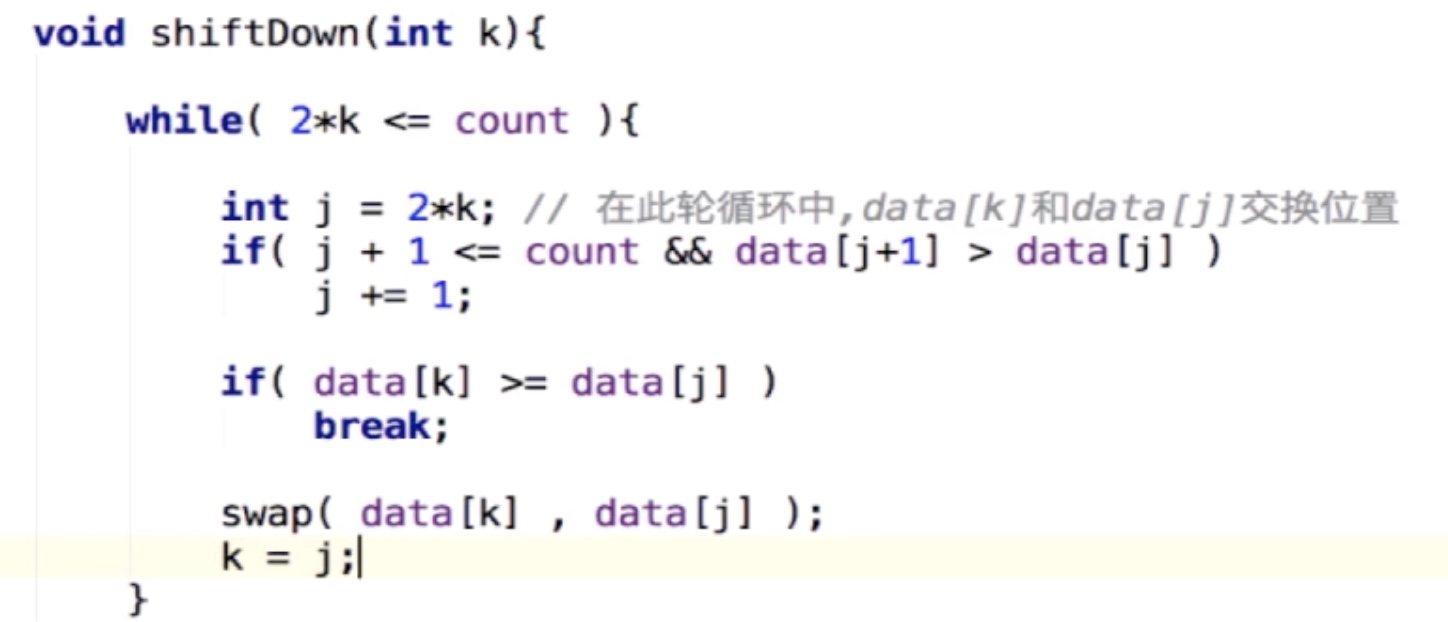 void shiftDown(int k){
while( 2*k <= count ){
int j = 2*k; // 在此轮循环中,data[k]和data[j]交换位置
if( j + 1 <= count && data[j+1] > data[j] )
j += 1;
if( data[k] >= data[j] )
break;
swap( data[k] , data[j] );
k = j;
}